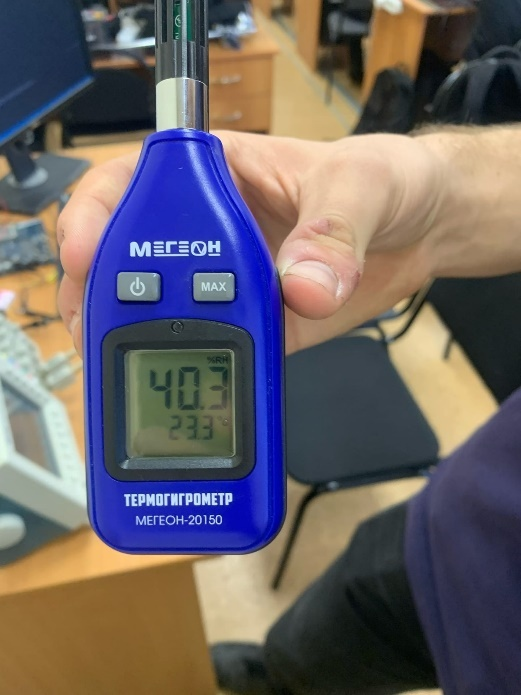 МЕГЕОН
MAX
%RH
40.3
23.3°
ТЕРМОГИГРОМЕТР
МЕГЕОН-20150